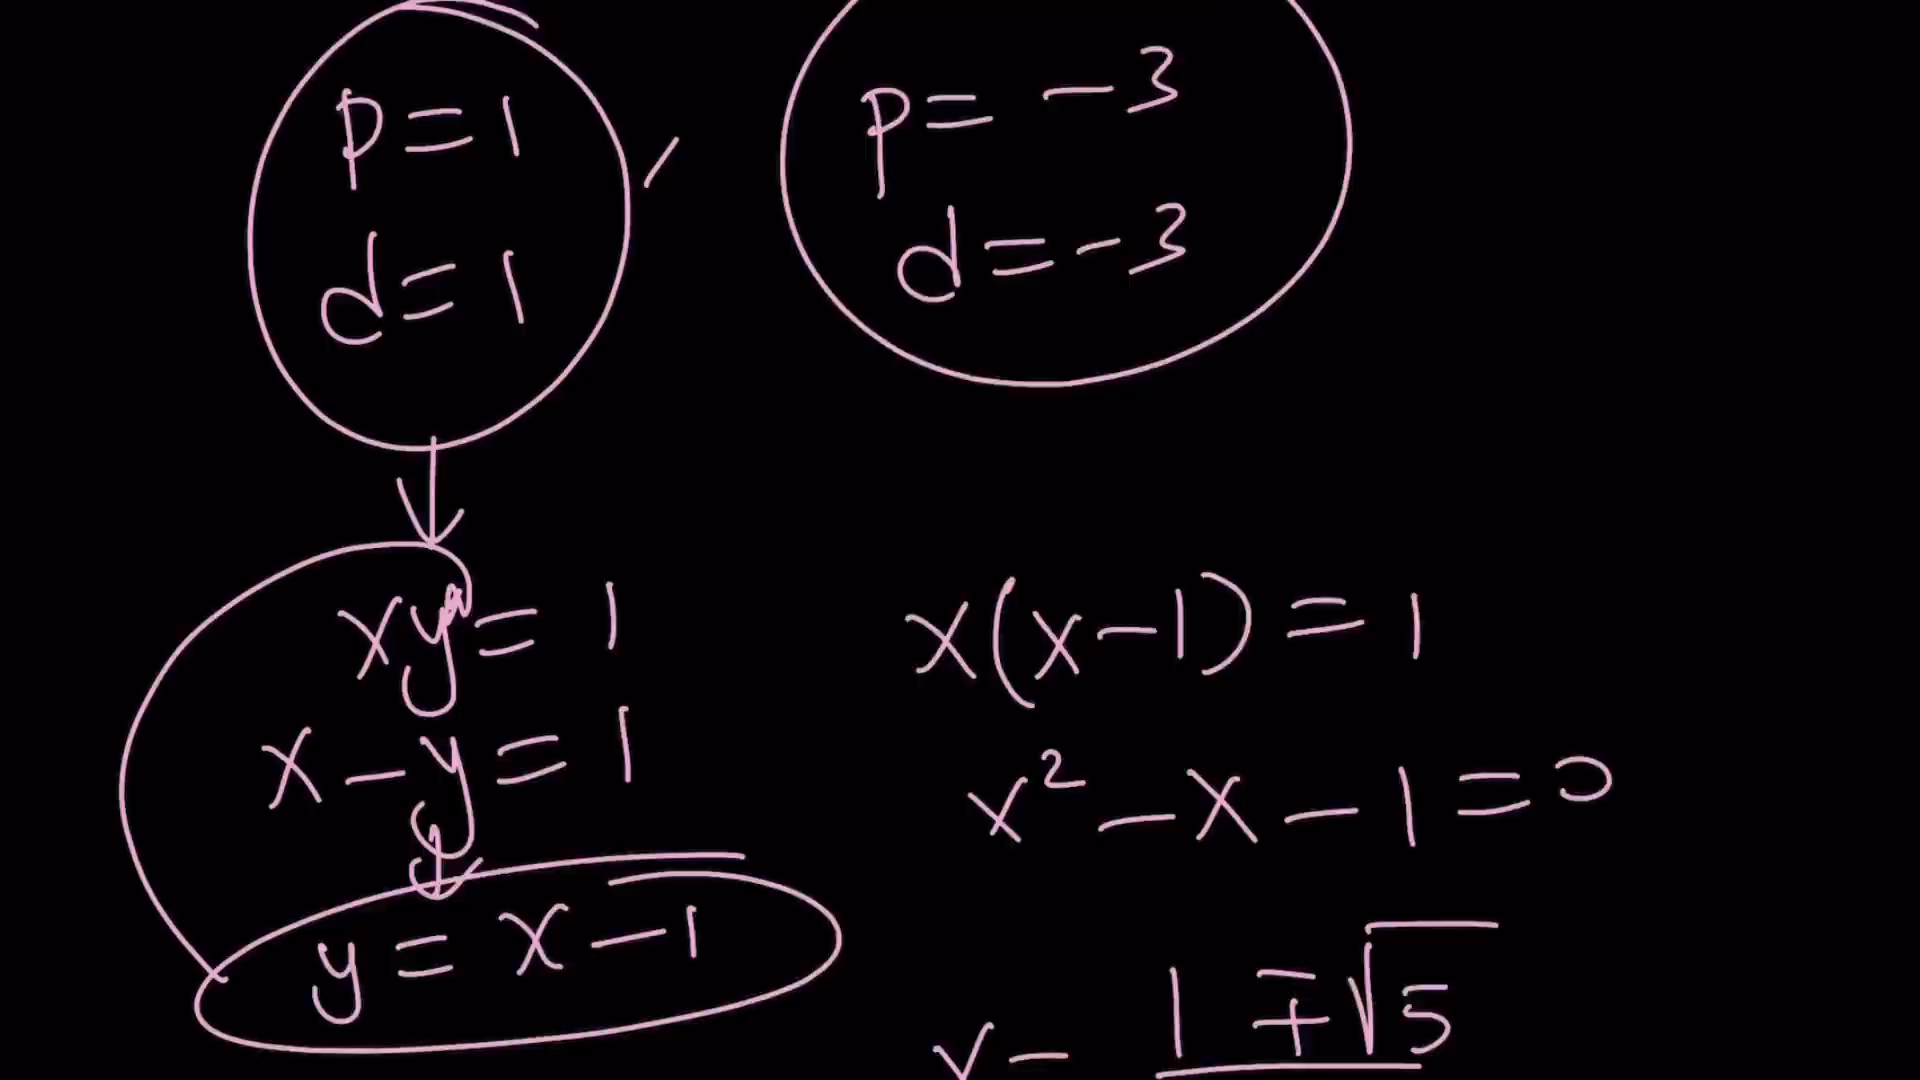 p = 1
d = 1
p = -3
d = -3
xy = 1
x - y = 1
y = x - 1
x(x - 1) = 1
x² - x - 1 = 0
1 ∓ √5